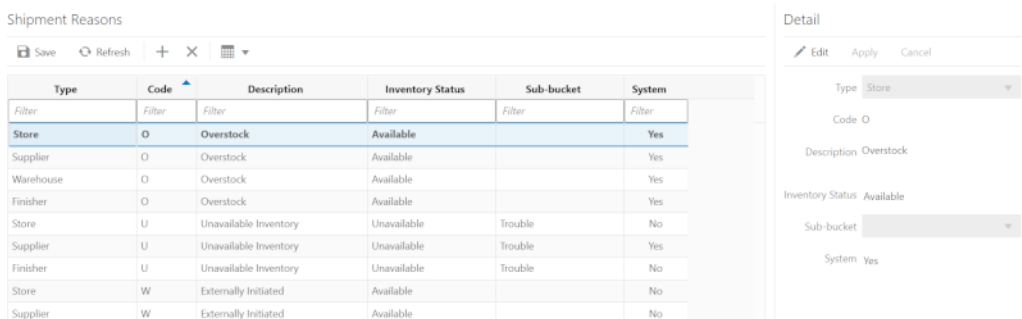 Shipment Reasons
Save Refresh
Type Code Description Inventory Status Sub-bucket System
Filter Filter Filter Filter Filter Filter
Store O Overstock Available Yes
Supplier O Overstock Available Yes
Warehouse O Overstock Available Yes
Finisher O Overstock Available Yes
Store U Unavailable Inventory Unavailable Trouble No
Supplier U Unavailable Inventory Unavailable Trouble Yes
Finisher U Unavailable Inventory Unavailable Trouble No
Store W Externally Initiated Available No
Supplier W Externally Initiated Available No
Detail
Edit Apply Cancel
Type Store
Code O
Description Overstock
Inventory Status Available
Sub-bucket
System Yes